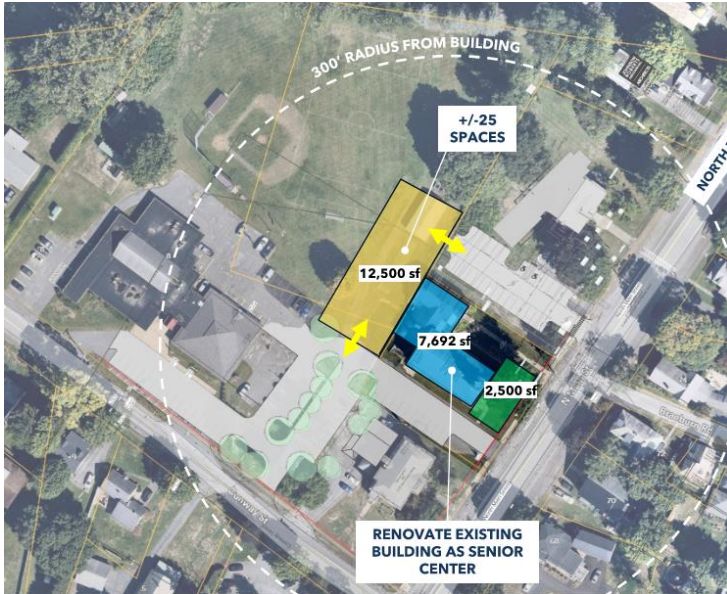 300' RADIUS FROM BUILDING
+/-25
SPACES
NORTH
12,500 sf
7,692 sf
2,500 sf
RENOVATE EXISTING
BUILDING AS SENIOR
CENTER